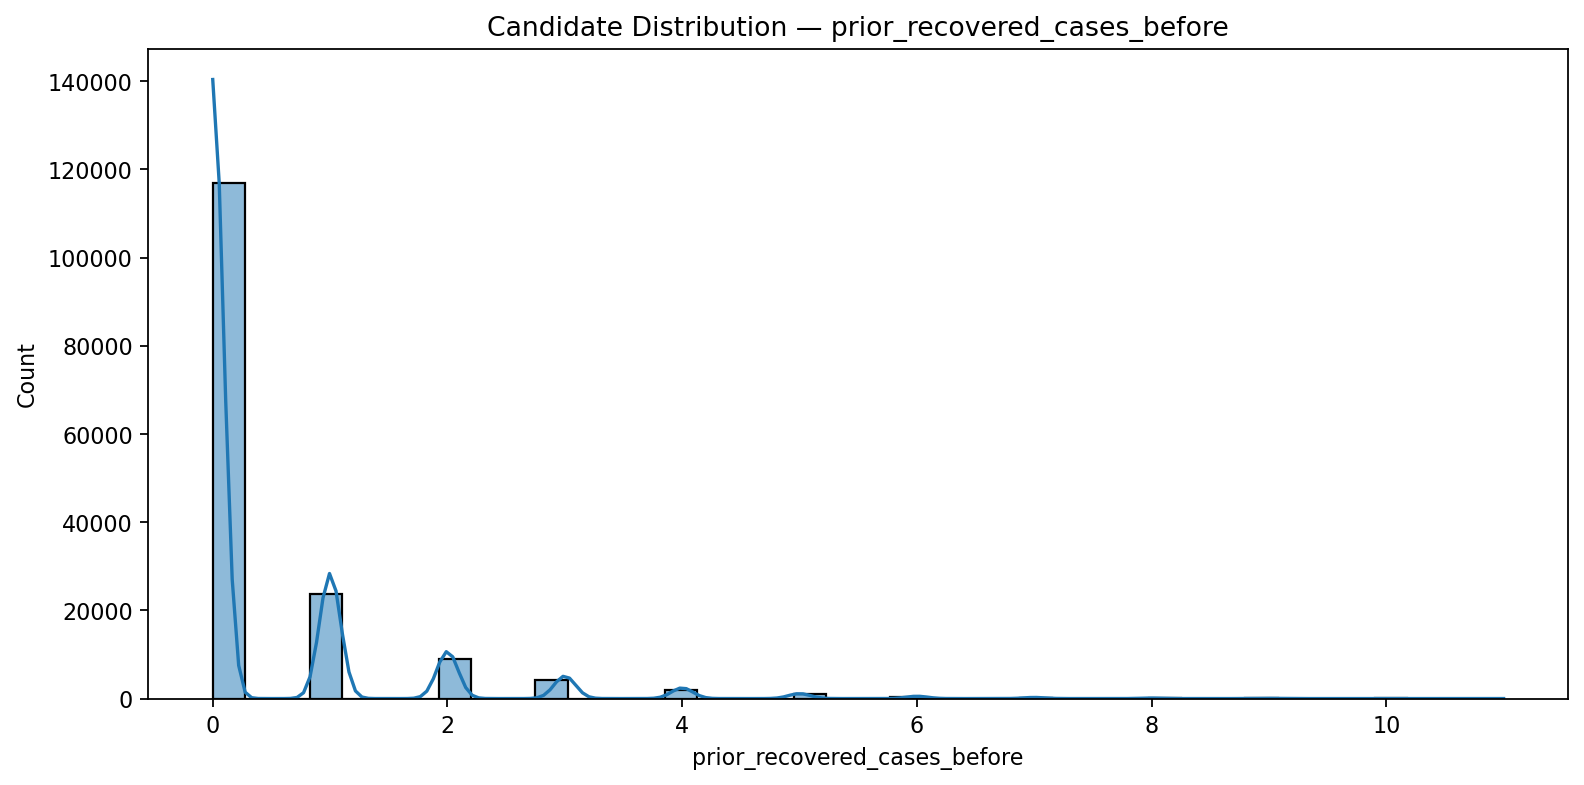 Candidate Distribution — prior_recovered_cases_before
140000
120000
100000
80000
60000
40000
20000
0
Count
0 2 4 6 8 10
prior_recovered_cases_before